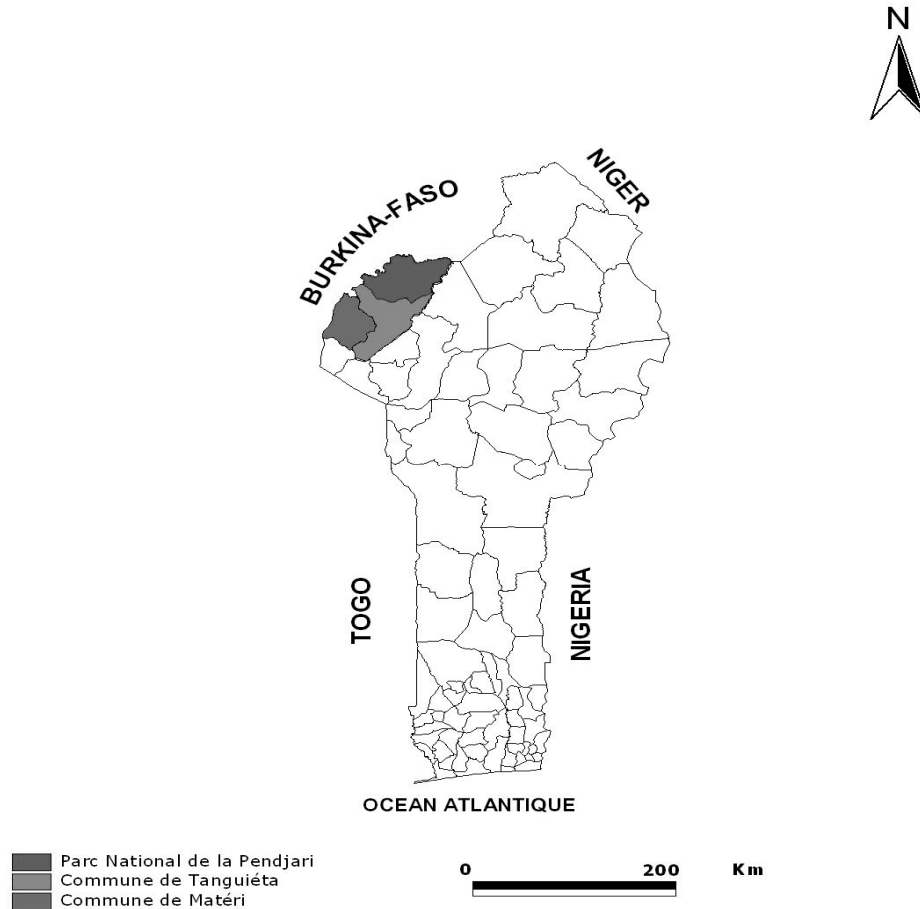 N
NIGER
BURKINA-FASO
TOGO
NIGERIA
OCEAN ATLANTIQUE
Parc National de la Pendjari
Commune de Tanguiéta
Commune de Matéri
0 200 Km